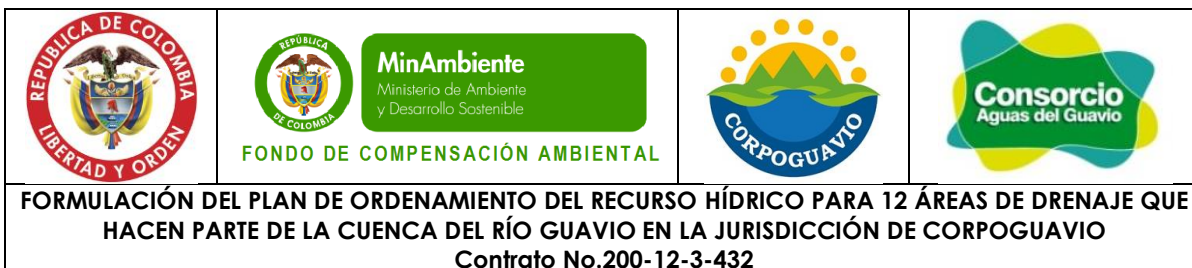 REPUBLICA DE COLOMBIA
LIBERTAD Y ORDEN
REPÚBLICA
DE COLOMBIA
MinAmbiente
Ministerio de Ambiente
y Desarrollo Sostenible
FONDO DE COMPENSACIÓN AMBIENTAL
CORPOGUAVIO
Consorcio
Aguas del Guavio
FORMULACIÓN DEL PLAN DE ORDENAMIENTO DEL RECURSO HÍDRICO PARA 12 ÁREAS DE DRENAJE QUE
HACEN PARTE DE LA CUENCA DEL RÍO GUAVIO EN LA JURISDICCIÓN DE CORPOGUAVIO
Contrato No.200-12-3-432